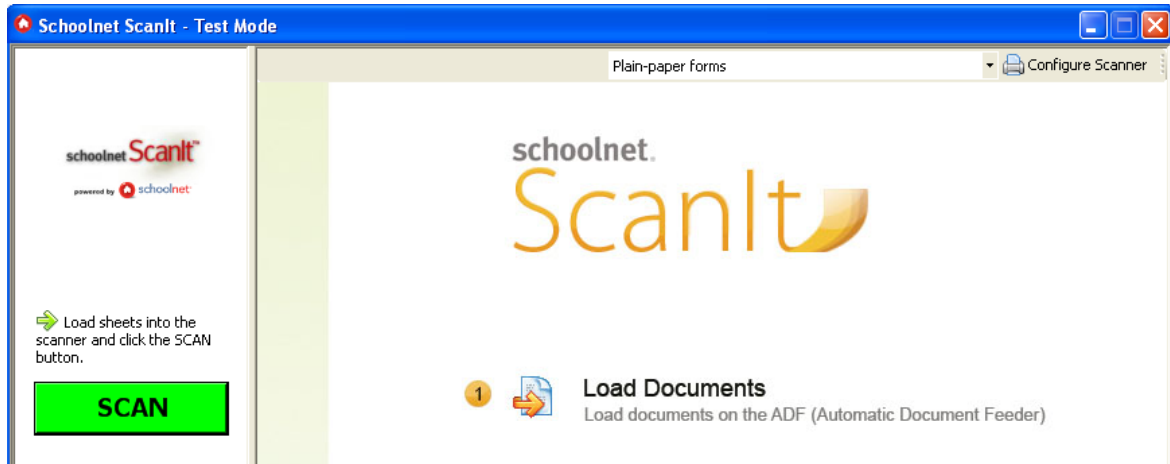 Schoolnet ScanIt - Test Mode
Plain-paper forms
Configure Scanner
schoolnet ScanIt™
powered by schoolnet
Load sheets into the
scanner and click the SCAN
button.
SCAN
schoolnet.
ScanIt
1 Load Documents
Load documents on the ADF (Automatic Document Feeder)